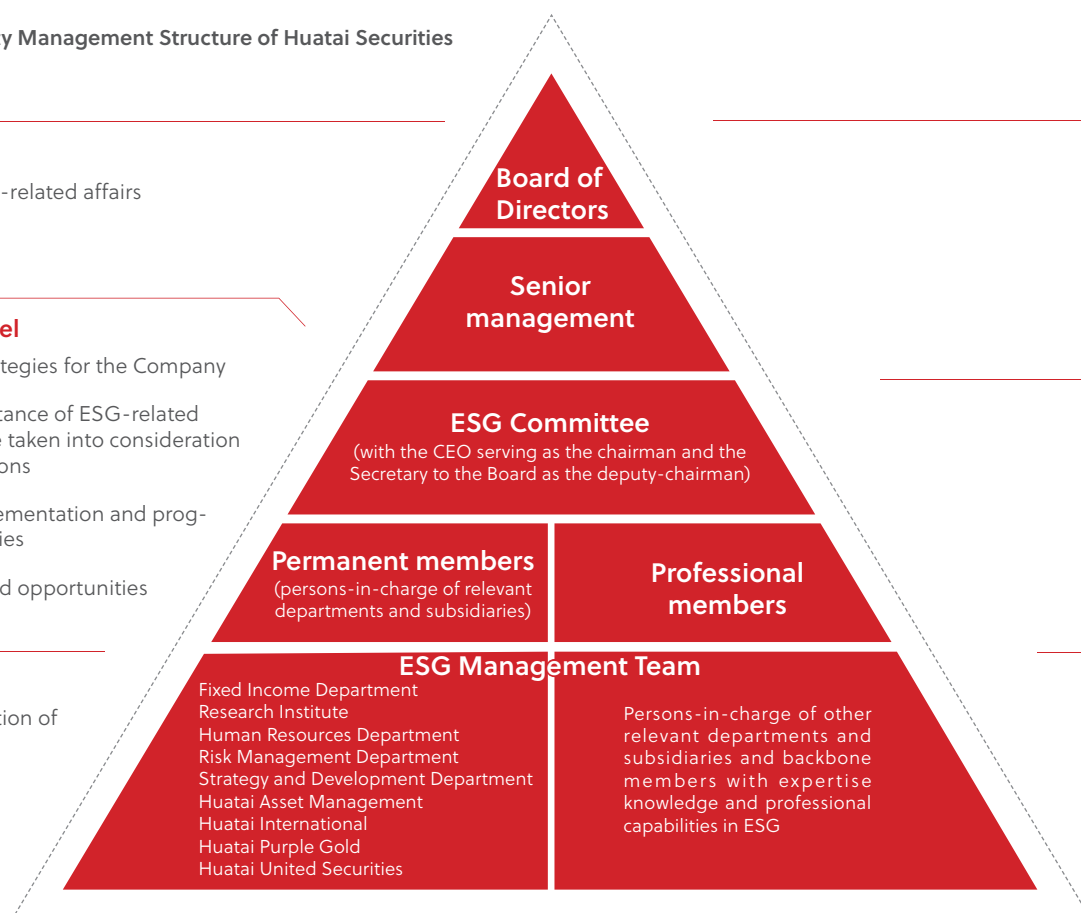 y Management Structure of Huatai Securities
-related affairs
el
tegies for the Company
tance of ESG-related
e taken into consideration
ons
ementation and prog-
ies
d opportunities
tion of
Board of
Directors
Senior
management
ESG Committee
(with the CEO serving as the chairman and the
Secretary to the Board as the deputy-chairman)
Permanent members
(persons-in-charge of relevant
departments and subsidiaries)
Professional
members
ESG Management Team
Fixed Income Department
Research Institute
Human Resources Department
Risk Management Department
Strategy and Development Department
Huatai Asset Management
Huatai International
Huatai Purple Gold
Huatai United Securities
Persons-in-charge of other
relevant departments and
subsidiaries and backbone
members with expertise
knowledge and professional
capabilities in ESG